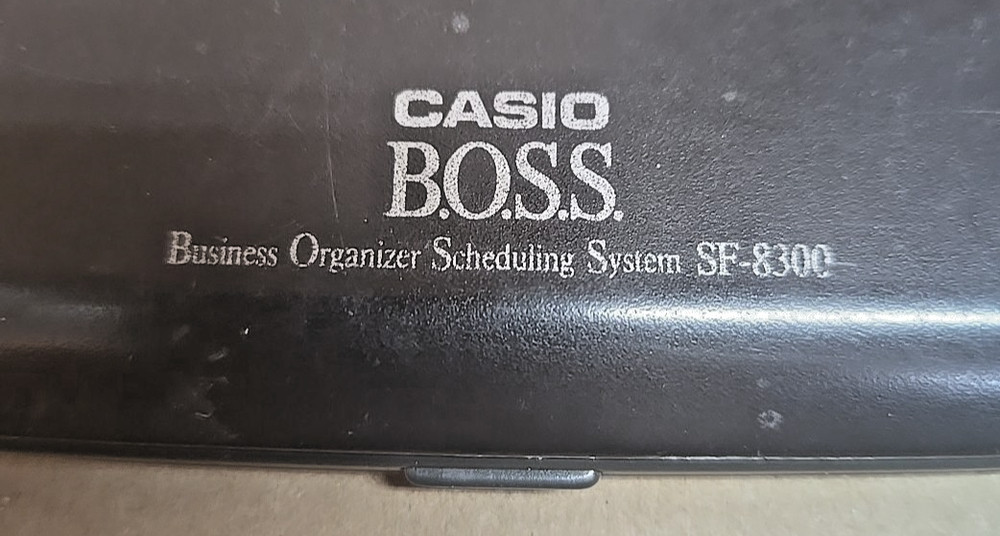 CASIO
B.O.S.S.
Business Organizer Scheduling System SF-8300